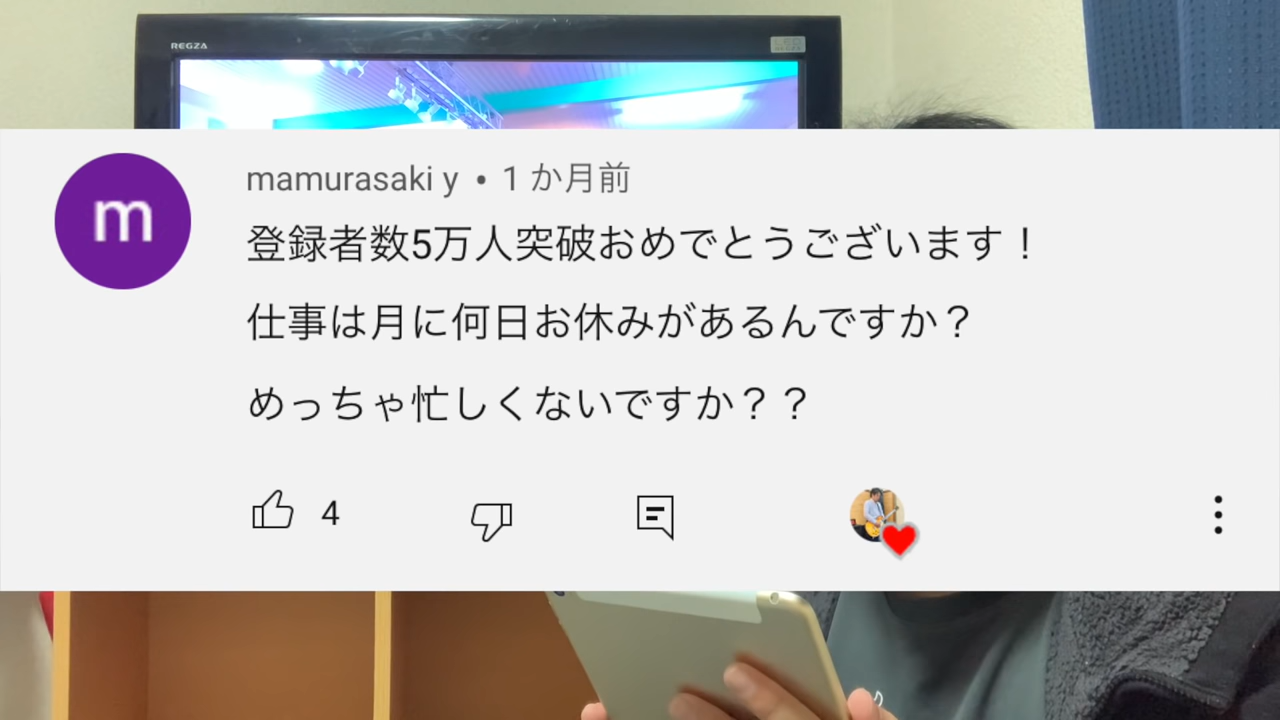 REGZA
m
mamurasaki y • 1 か月前
登録者数5万人突破おめでとうございます！
仕事は月に何日お休みがあるんですか？
めっちゃ忙しくないですか？？
4